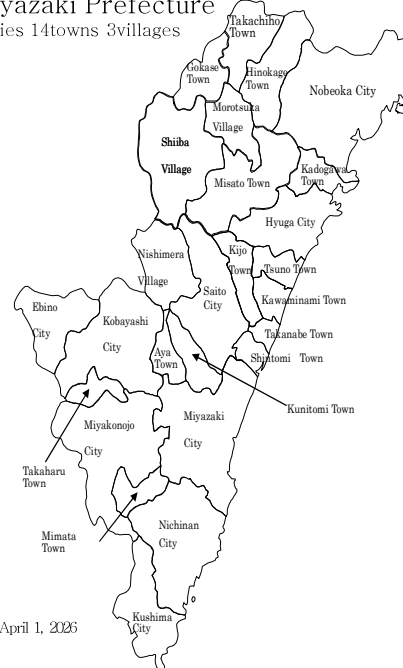 yazaki Prefecture
ies 14towns 3villages
Takachiho
Town
Gokase
Town
Hinokage
Town
Nobeoka City
Morotsuka
Village
Shiiba
Village
Kadogawa
Town
Misato Town
Hyuga City
Nishimera
Village
Kijo
Town
Tsuno Town
Saito
City
Kawaminami Town
Ebino
City
Kobayashi
City
Takanabe Town
Aya
Town
Shintomi Town
Kunitomi Town
Miyakonojo
City
Miyazaki
City
Takaharu
Town
Mimata
Town
Nichinan
City
Kushima
City
April 1, 2026